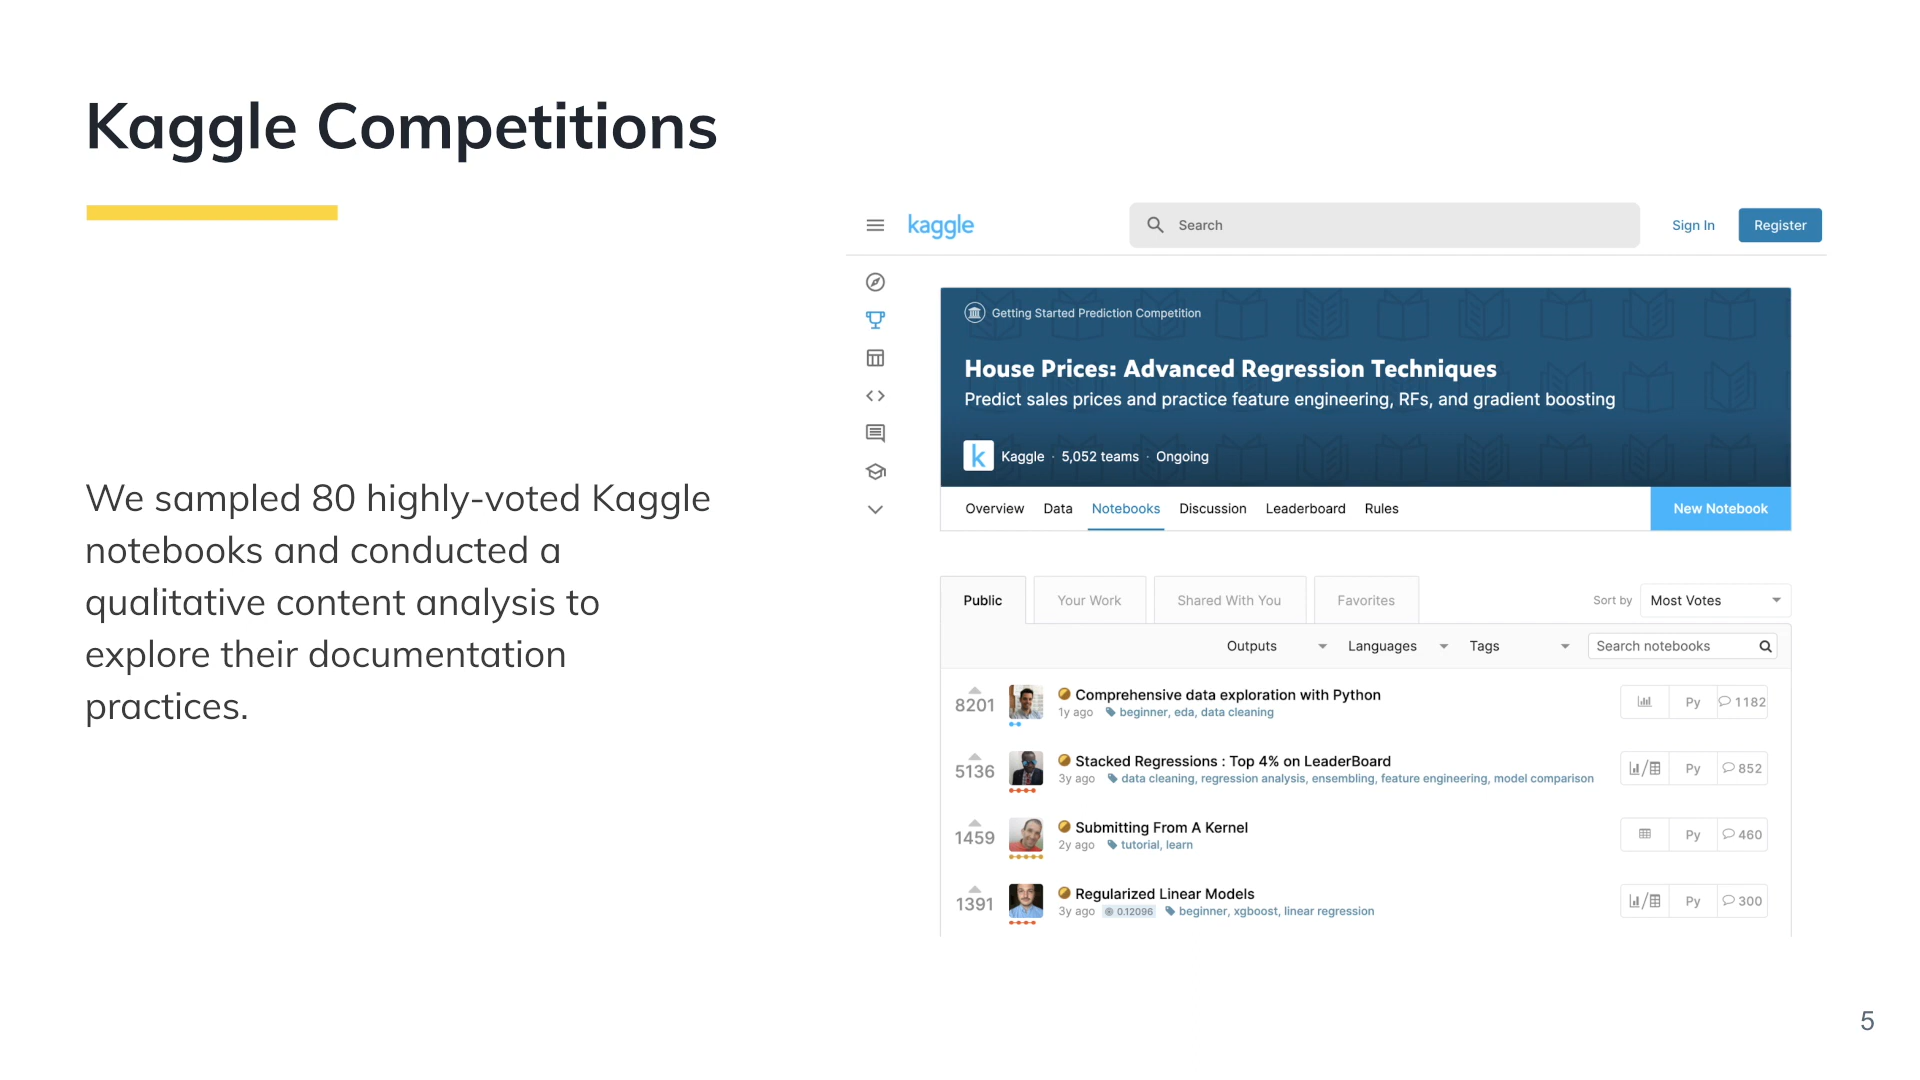 Kaggle Competitions
We sampled 80 highly-voted Kaggle
notebooks and conducted a
qualitative content analysis to
explore their documentation
practices.
kaggle
Search
Sign In
Register
Getting Started Prediction Competition
House Prices: Advanced Regression Techniques
Predict sales prices and practice feature engineering, RFs, and gradient boosting
k Kaggle · 5,052 teams · Ongoing
Overview Data Notebooks Discussion Leaderboard Rules New Notebook
Public Your Work Shared With You Favorites Sort by Most Votes
Outputs Languages Tags Search notebooks
8201 Comprehensive data exploration with Python Py 1182
1y ago beginner, eda, data cleaning
5136 Stacked Regressions : Top 4% on LeaderBoard Py 852
3y ago data cleaning, regression analysis, ensembling, feature engineering, model comparison
1459 Submitting From A Kernel Py 460
2y ago tutorial, learn
1391 Regularized Linear Models Py 300
3y ago 0.12096 beginner, xgboost, linear regression
5